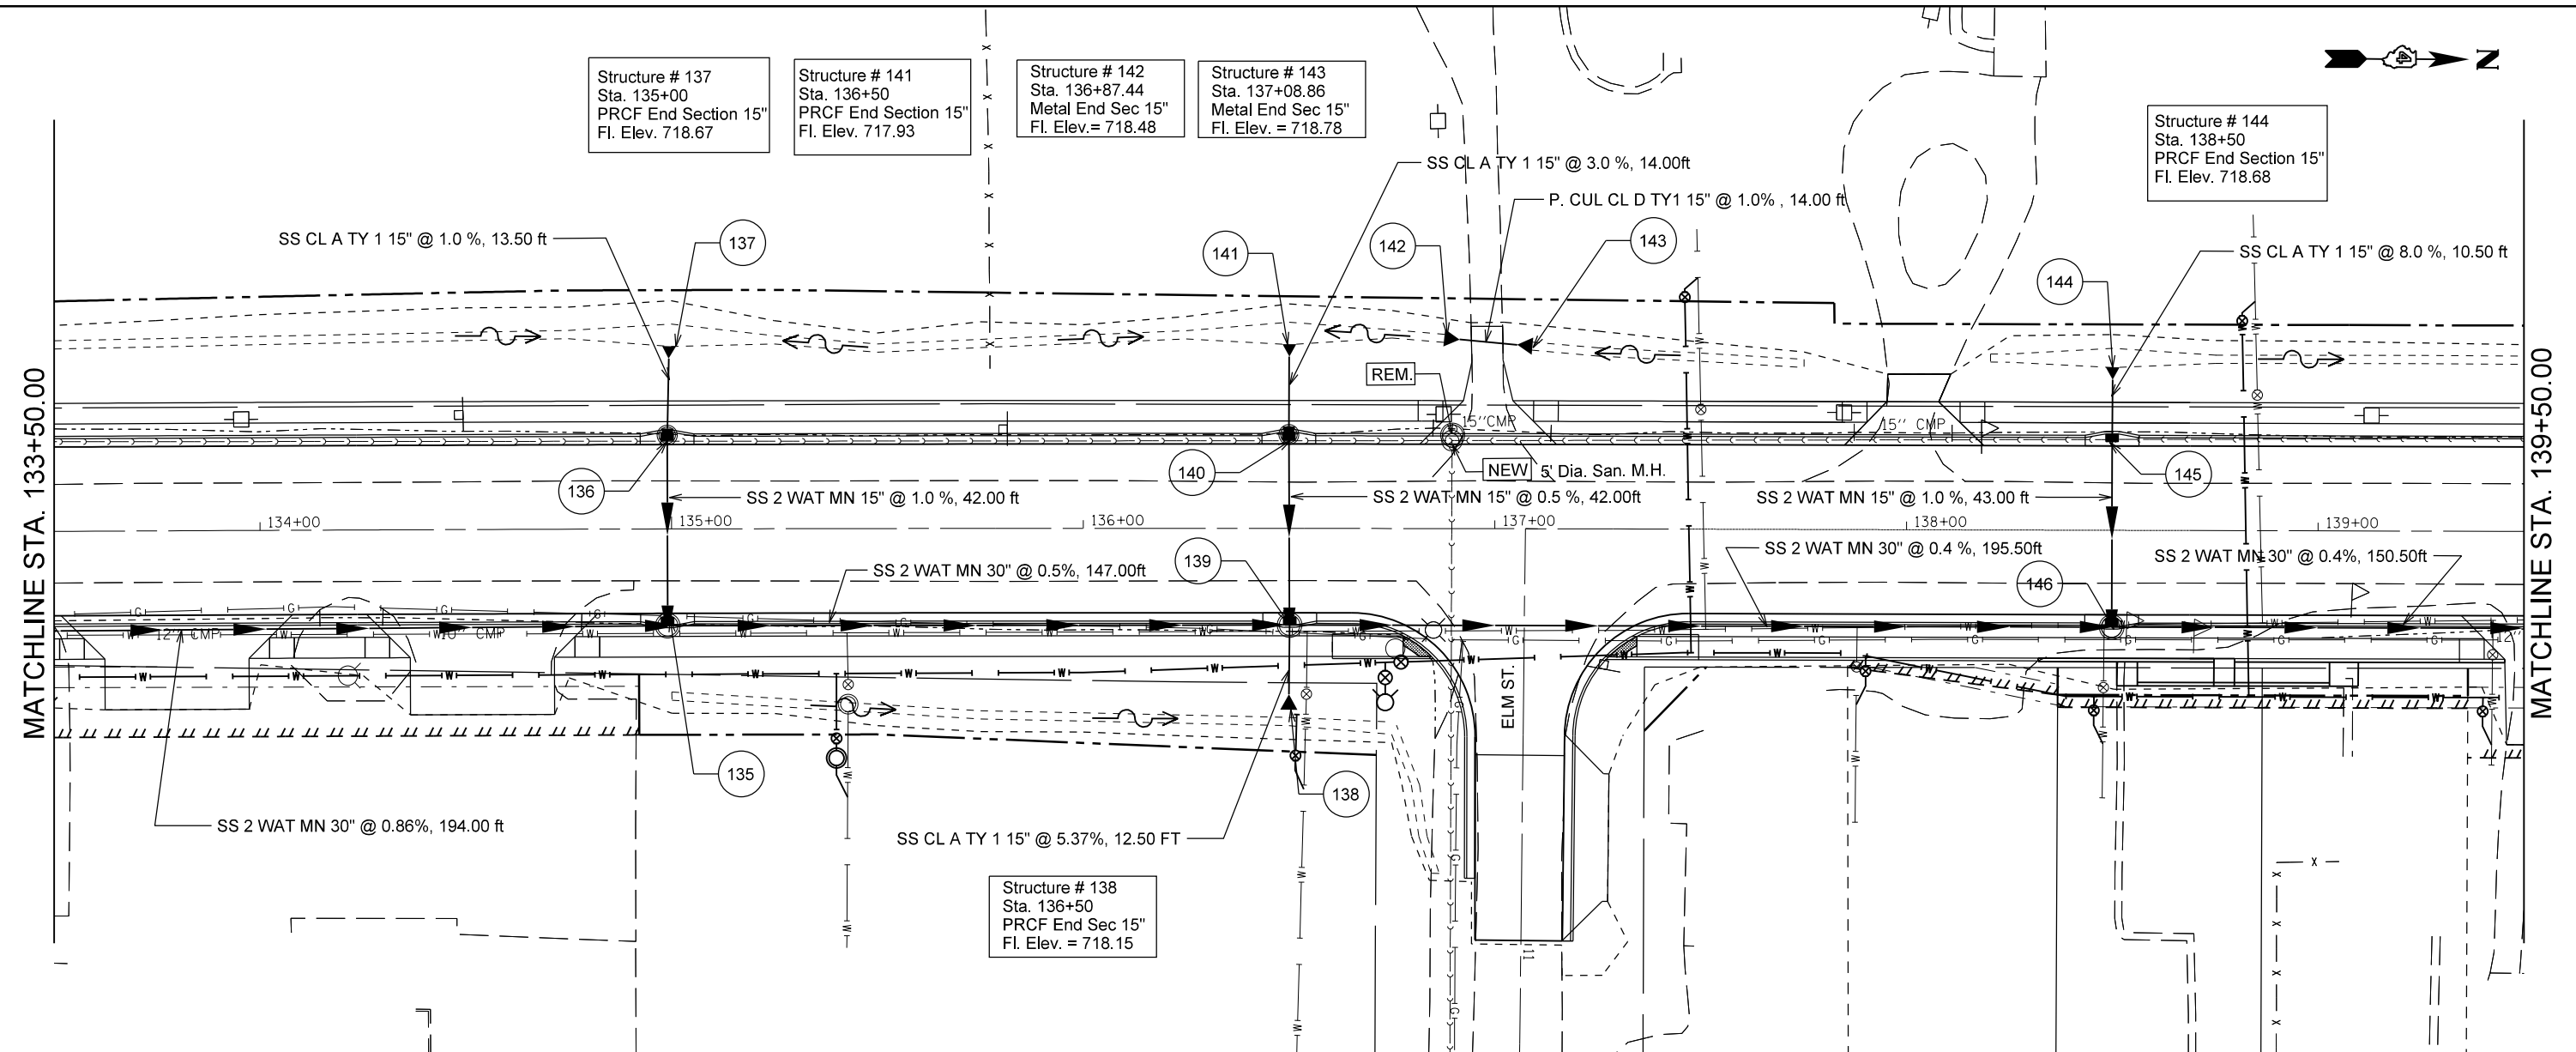 Structure # 137
Sta. 135+00
PRCF End Section 15"
Fl. Elev. 718.67
Structure # 141
Sta. 136+50
PRCF End Section 15"
Fl. Elev. 717.93
Structure # 142
Sta. 136+87.44
Metal End Sec 15"
Fl. Elev.= 718.48
Structure # 143
Sta. 137+08.86
Metal End Sec 15"
Fl. Elev. = 718.78
Structure # 144
Sta. 138+50
PRCF End Section 15"
Fl. Elev. 718.68
N
SS CL A TY 1 15" @ 3.0 %, 14.00ft
P. CUL CL D TY1 15" @ 1.0% , 14.00 ft
SS CL A TY 1 15" @ 1.0 %, 13.50 ft
137
141
142
143
144
SS CL A TY 1 15" @ 8.0 %, 10.50 ft
REM.
15''CMP
15'' CMP
NEW
5' Dia. San. M.H.
136
140
145
SS 2 WAT MN 15" @ 1.0 %, 42.00 ft
SS 2 WAT MN 15" @ 0.5 %, 42.00ft
SS 2 WAT MN 15" @ 1.0 %, 43.00 ft
134+00
135+00
136+00
137+00
138+00
139+00
MATCHLINE STA. 133+50.00
MATCHLINE STA. 139+50.00
SS 2 WAT MN 30" @ 0.5%, 147.00ft
139
SS 2 WAT MN 30" @ 0.4 %, 195.50ft
SS 2 WAT MN 30" @ 0.4%, 150.50ft
146
12" CMP
CMP
ELM ST.
135
138
SS 2 WAT MN 30" @ 0.86%, 194.00 ft
SS CL A TY 1 15" @ 5.37%, 12.50 FT
Structure # 138
Sta. 136+50
PRCF End Sec 15"
Fl. Elev. = 718.15
11